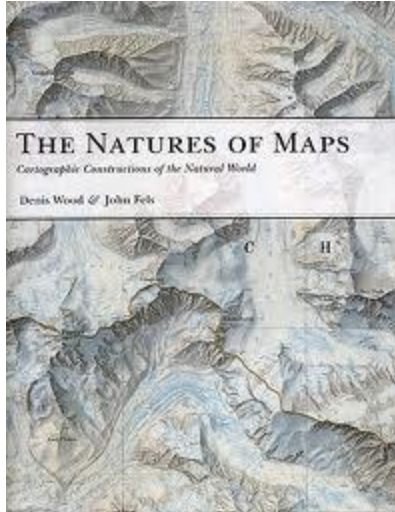 THE NATURES OF MAPS
Cartographic Constructions of the Natural World
Denis Wood & John Fels
C H